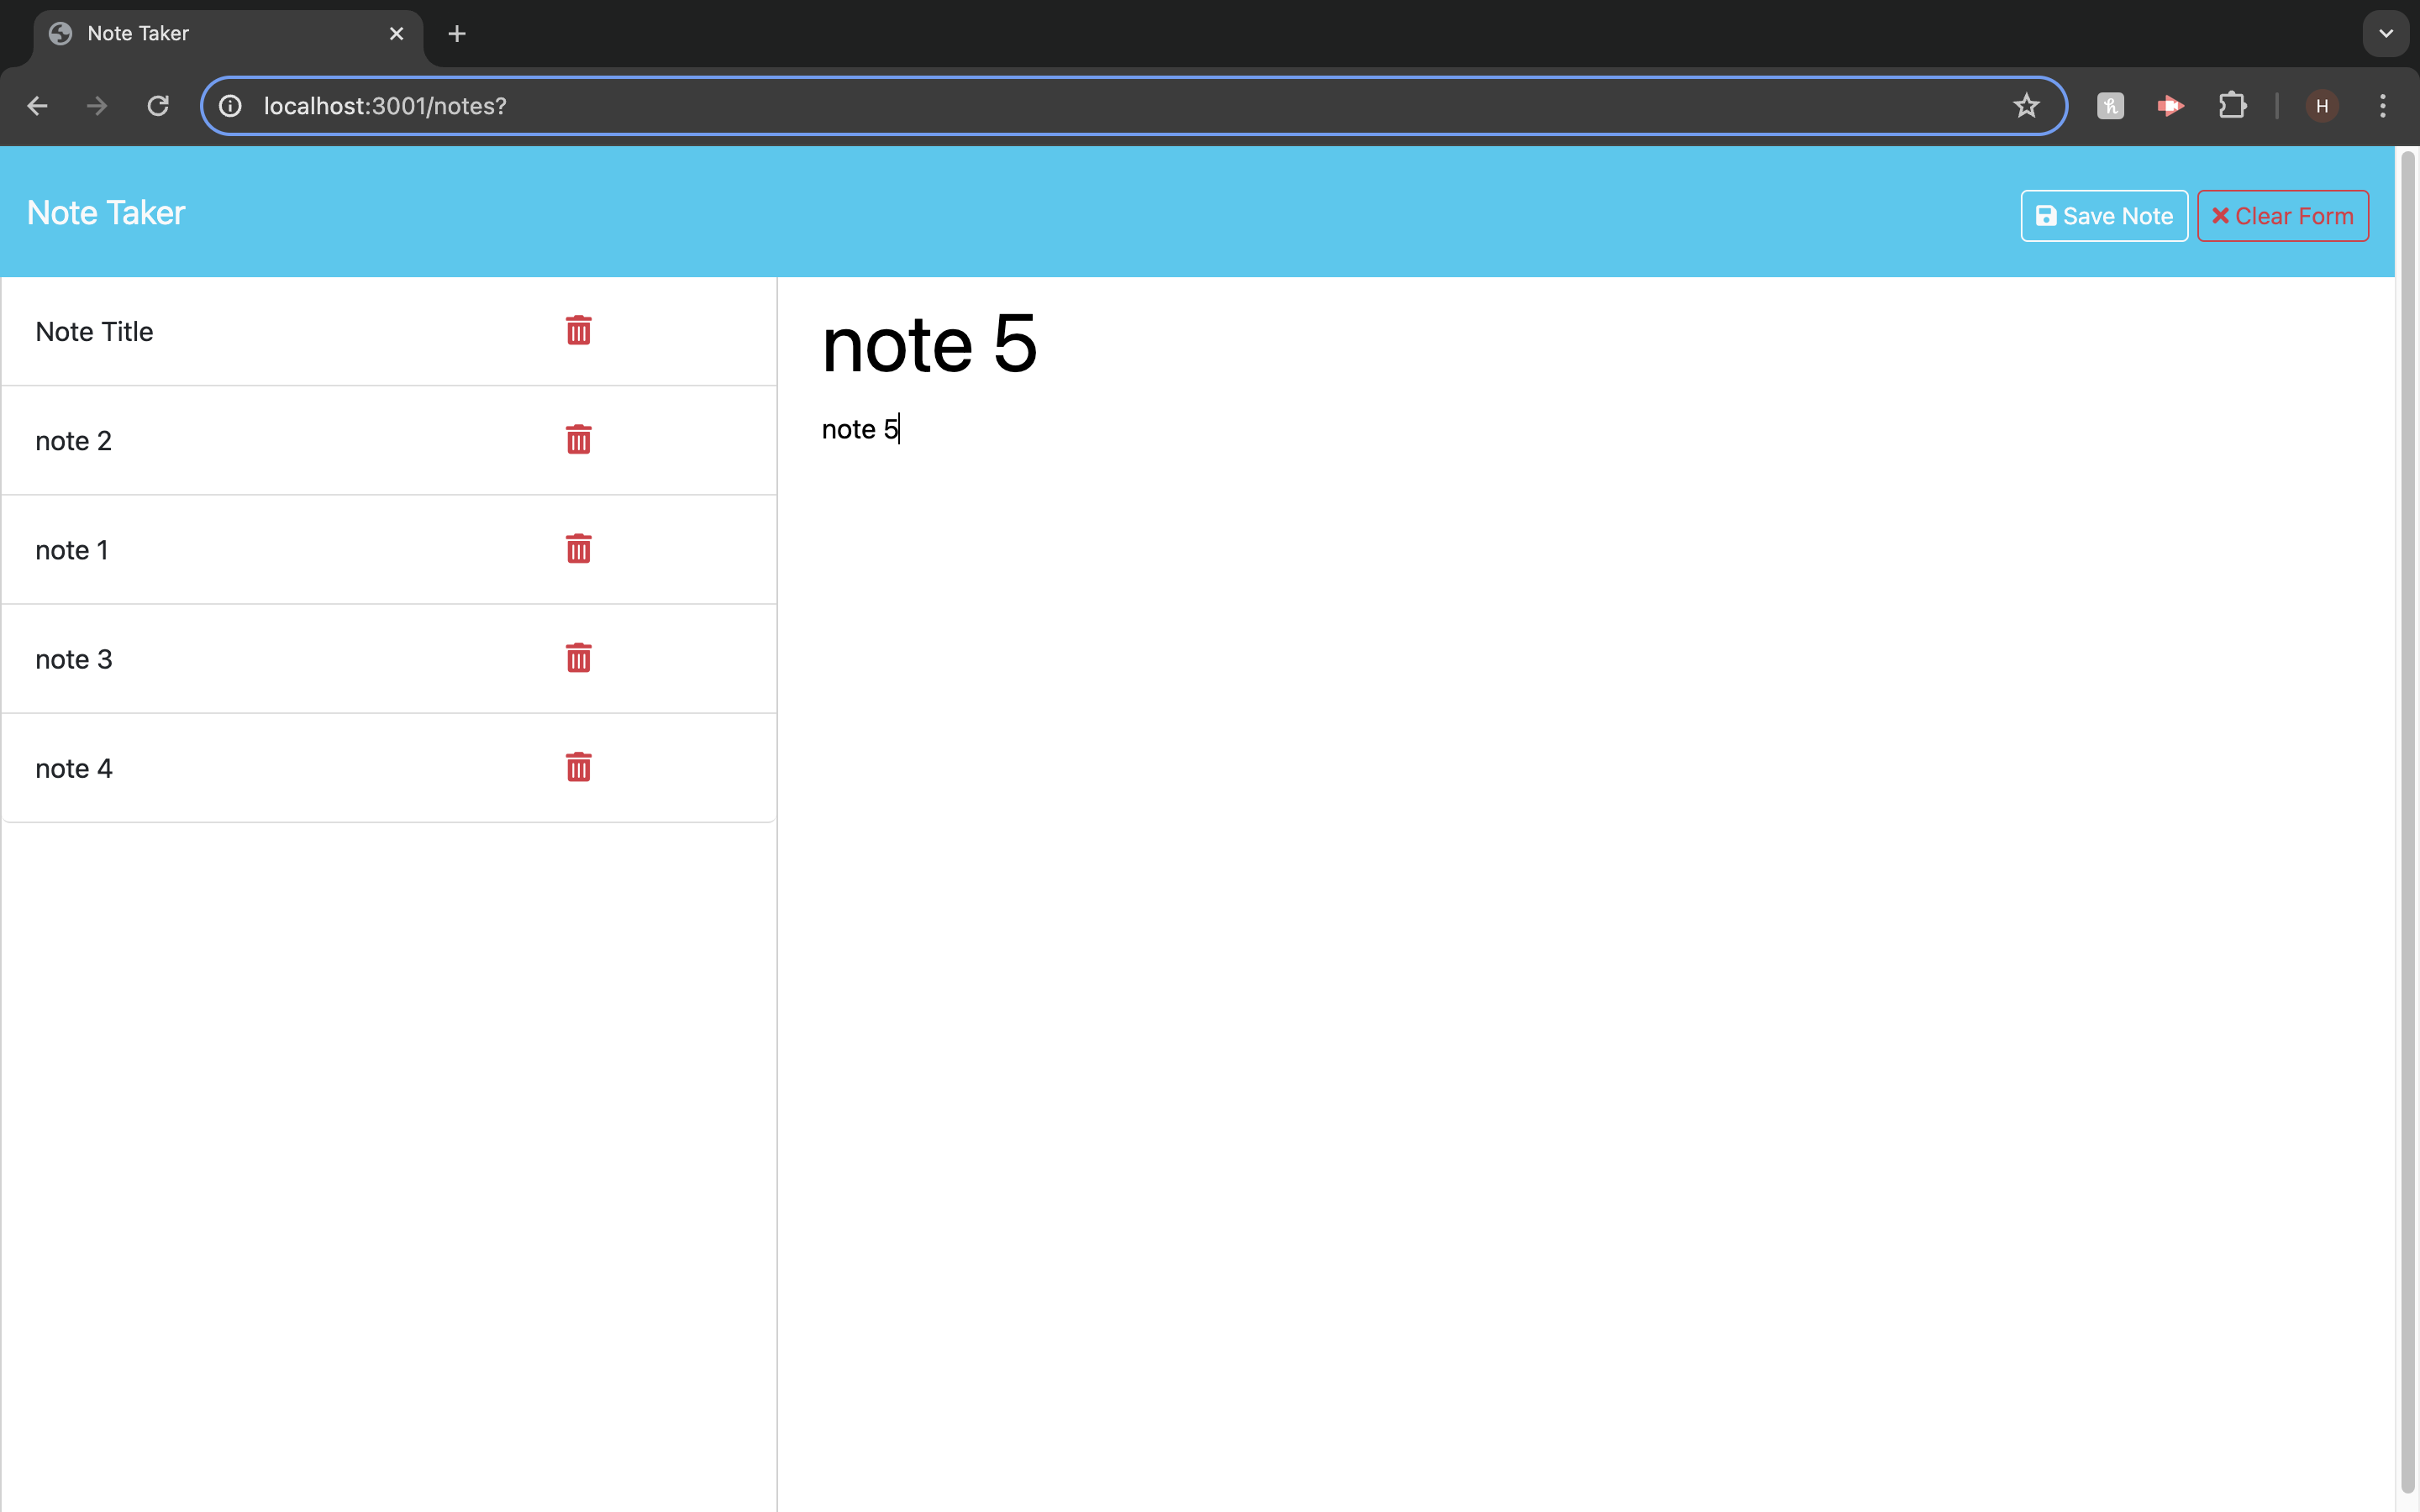 Note Taker
localhost:3001/notes?
H
Note Taker
Save Note
Clear Form
Note Title
note 2
note 1
note 3
note 4
note 5
note 5